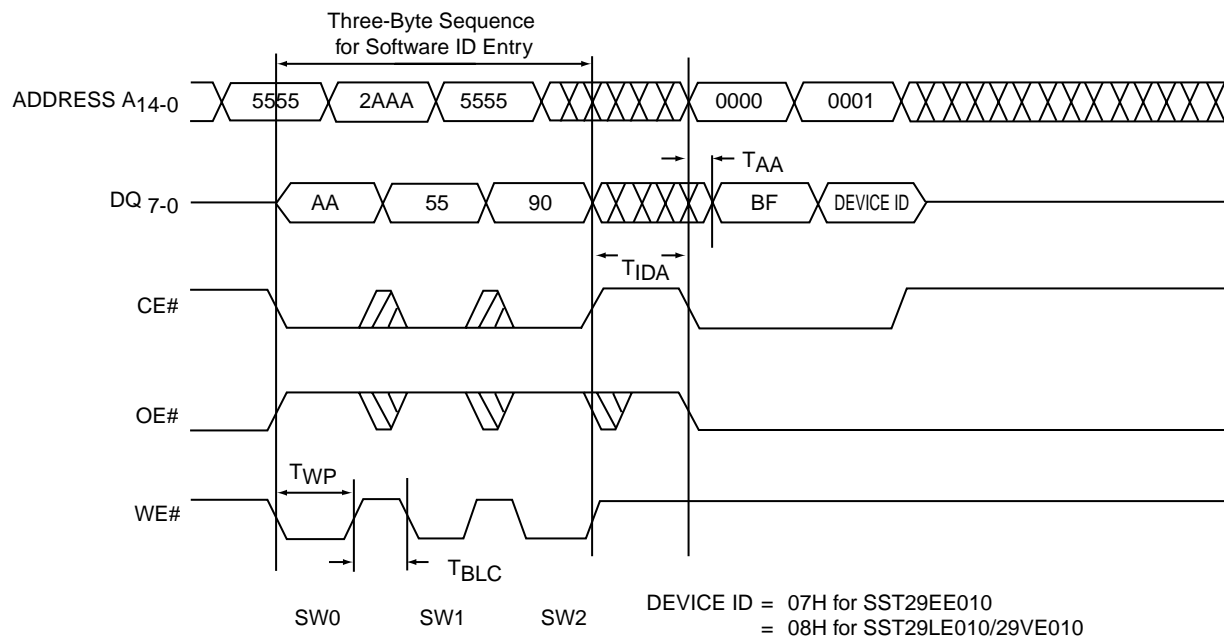 Three-Byte Sequence
for Software ID Entry
ADDRESS A14-0
5555
2AAA
5555
0000
0001
TAA
DQ 7-0
AA
55
90
BF
DEVICE ID
TIDA
CE#
OE#
TWP
WE#
TBLC
SW0
SW1
SW2
DEVICE ID = 07H for SST29EE010
= 08H for SST29LE010/29VE010